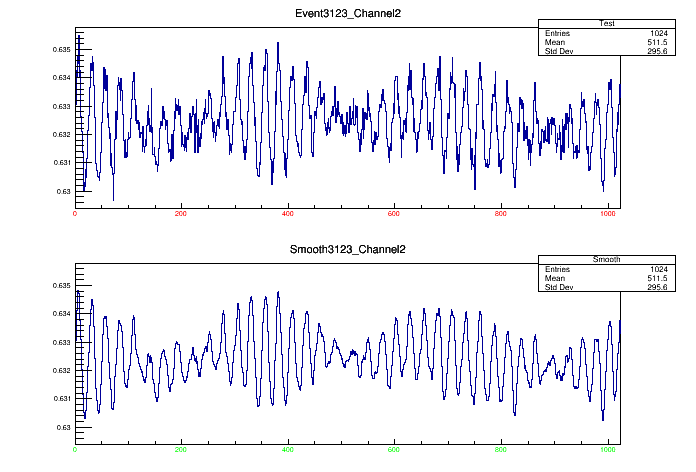 Event3123_Channel2
Test
Entries 1024
Mean 511.5
Std Dev 295.6
0.635
0.634
0.633
0.632
0.631
0.63
0 200 400 600 800 1000
Smooth3123_Channel2
Smooth
Entries 1024
Mean 511.5
Std Dev 295.6
0.635
0.634
0.633
0.632
0.631
0.63
0 200 400 600 800 1000